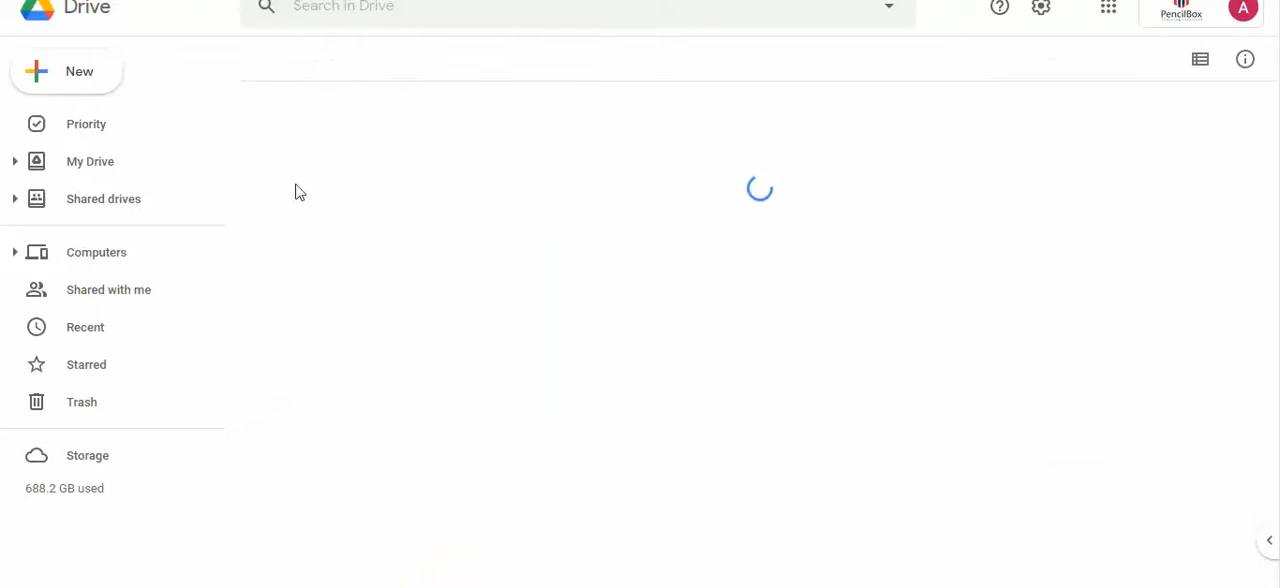 Drive
Search in Drive
PencilBox
A
New
Priority
My Drive
Shared drives
Computers
Shared with me
Recent
Starred
Trash
Storage
688.2 GB used